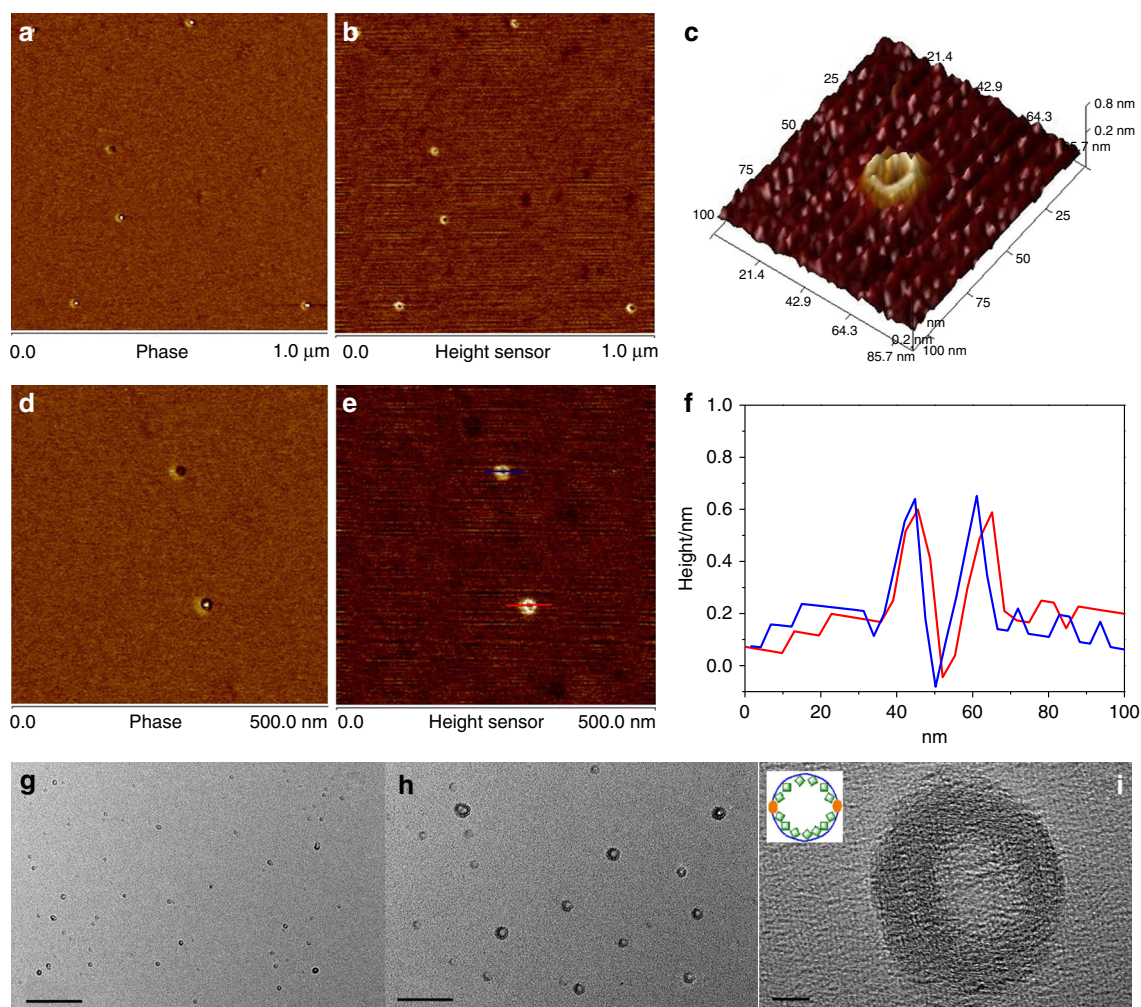 a
0.0 Phase 1.0 μm
b
0.0 Height sensor 1.0 μm
c
25
50
75
100
21.4
42.9
64.3
0.8 nm
0.2 nm
25
50
75
100 nm
21.4
42.9
64.3
85.7 nm
0.2 nm
nm
d
0.0 Phase 500.0 nm
e
0.0 Height sensor 500.0 nm
f
Height/nm
1.0
0.8
0.6
0.4
0.2
0.0
0 20 40 60 80 100
nm
g
h
i